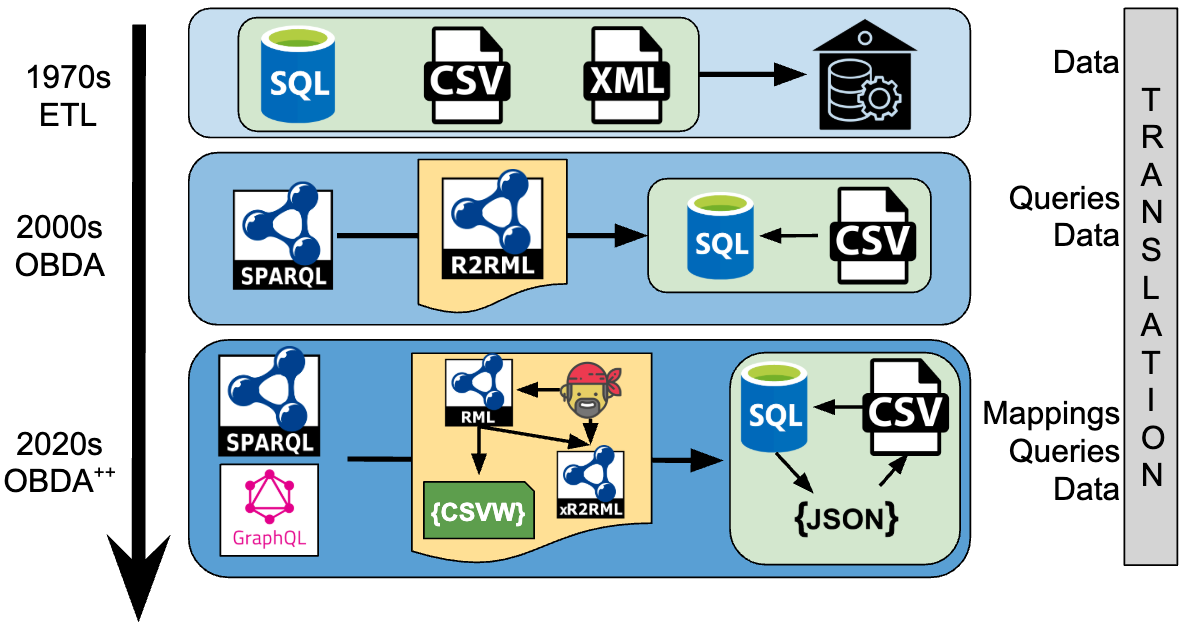 1970s
ETL
SQL
CSV
XML
Data
2000s
OBDA
SPARQL
R2RML
SQL
CSV
Queries
Data
2020s
OBDA++
SPARQL
GraphQL
RML
{CSVW}
xR2RML
SQL
CSV
{JSON}
Mappings
Queries
Data
TRANSLATION